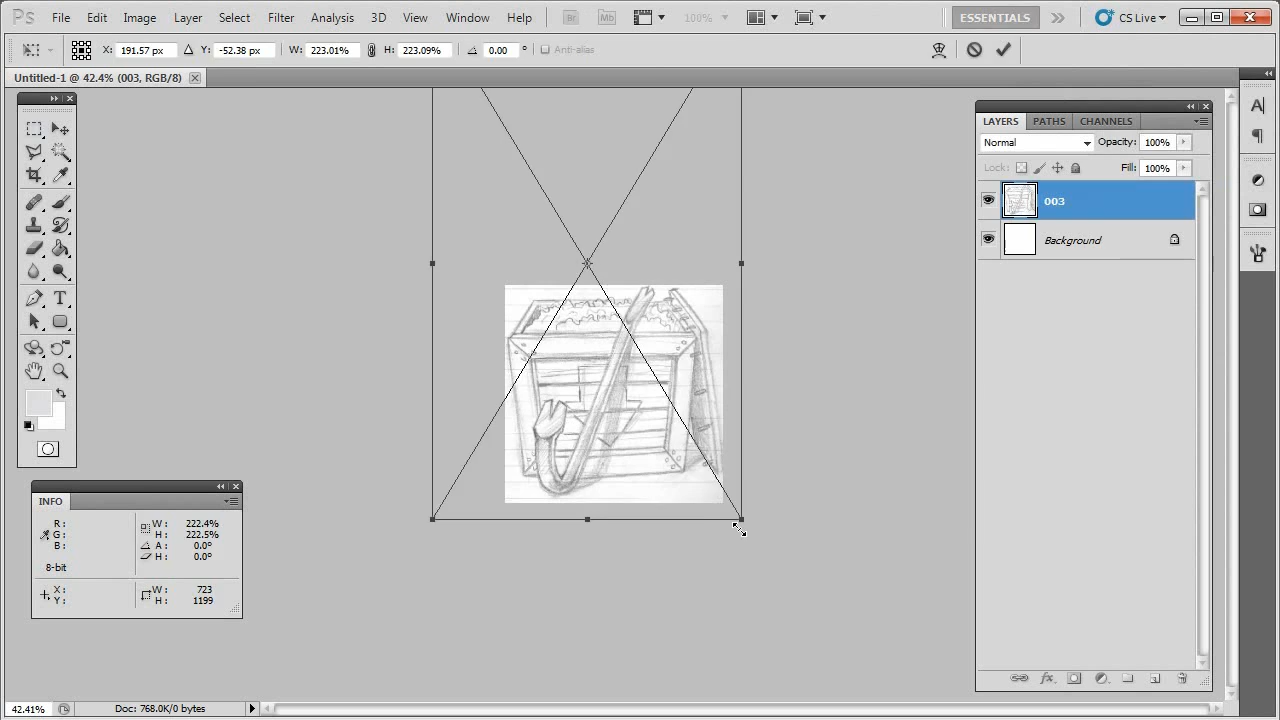 Ps File Edit Image Layer Select Filter Analysis 3D View Window Help Br Mb 100% ESSENTIALS CS Live
X: 191.57 px Y: -52.38 px W: 223.01% H: 223.09% 0.00 ° Anti-alias
Untitled-1 @ 42.4% (003, RGB/8)
LAYERS PATHS CHANNELS
Normal Opacity: 100%
Lock: Fill: 100%
003
Background
INFO
R: W: 222.4%
G: H: 222.5%
B: A: 0.0°
H: 0.0°
8-bit
X: W: 723
Y: H: 1199
42.41% Doc: 768.0K/0 bytes